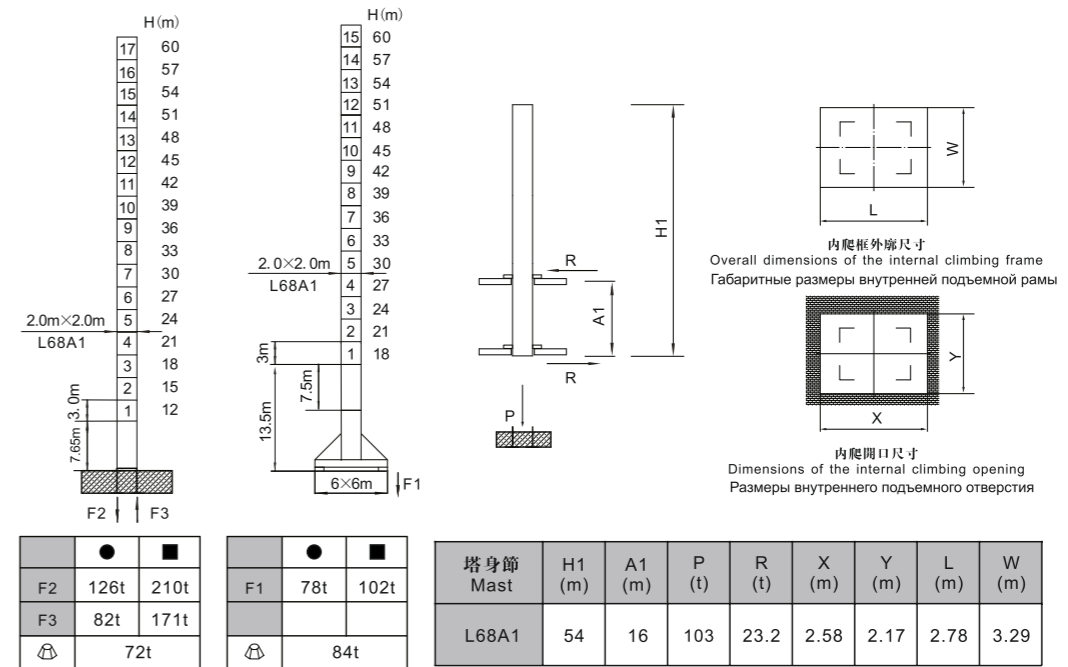 H(m)
17 60
16 57
15 54
14 51
13 48
12 45
11 42
10 39
9 36
8 33
7 30
6 27
5 24
4 21
3 18
2 15
1 12
2.0m×2.0m
L68A1
3.0m
7.65m
F2 F3
H(m)
15 60
14 57
13 54
12 51
11 48
10 45
9 42
8 39
7 36
6 33
5 30
4 27
3 24
2 21
1 18
2.0×2.0m
L68A1
3m
7.5m
13.5m
6×6m
F1
H1
R
A1
R
P
W
L
内爬框外廓尺寸
Overall dimensions of the internal climbing frame
Габаритные размеры внутренней подъемной рамы
Y
X
内爬開口尺寸
Dimensions of the internal climbing opening
Размеры внутреннего подъемного отверстия
F2 126t 210t
F3 82t 171t
72t
F1 78t 102t
84t
塔身節 H1 A1 P R X Y L W
Mast (m) (m) (t) (t) (m) (m) (m) (m)
L68A1 54 16 103 23.2 2.58 2.17 2.78 3.29